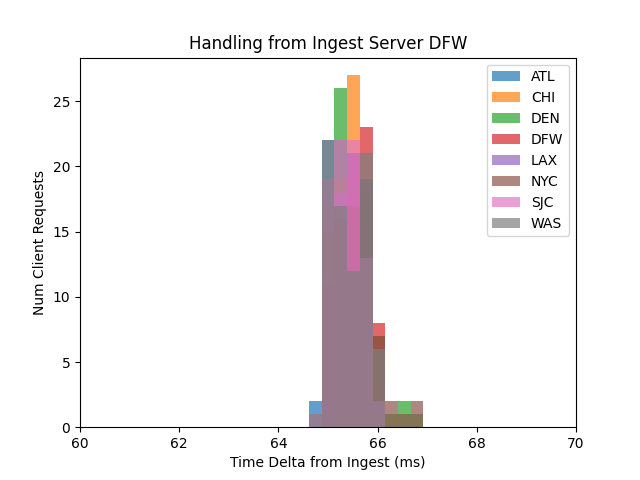 Handling from Ingest Server DFW
Num Client Requests
25
20
15
10
5
0
60
62
64
66
68
70
Time Delta from Ingest (ms)
ATL
CHI
DEN
DFW
LAX
NYC
SJC
WAS